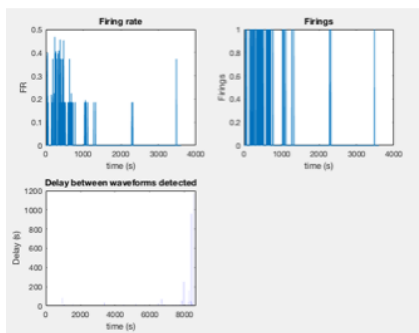 Firing rate
0.5
0.4
0.3
0.2
0.1
0
FR
0 1000 2000 3000 4000
time (s)
Firings
1
0.8
0.6
0.4
0.2
0
Firings
0 1000 2000 3000 4000
time (s)
Delay between waveforms detected
1200
1000
800
600
400
200
0
Delay (s)
0 2000 4000 6000 8000
time (s)